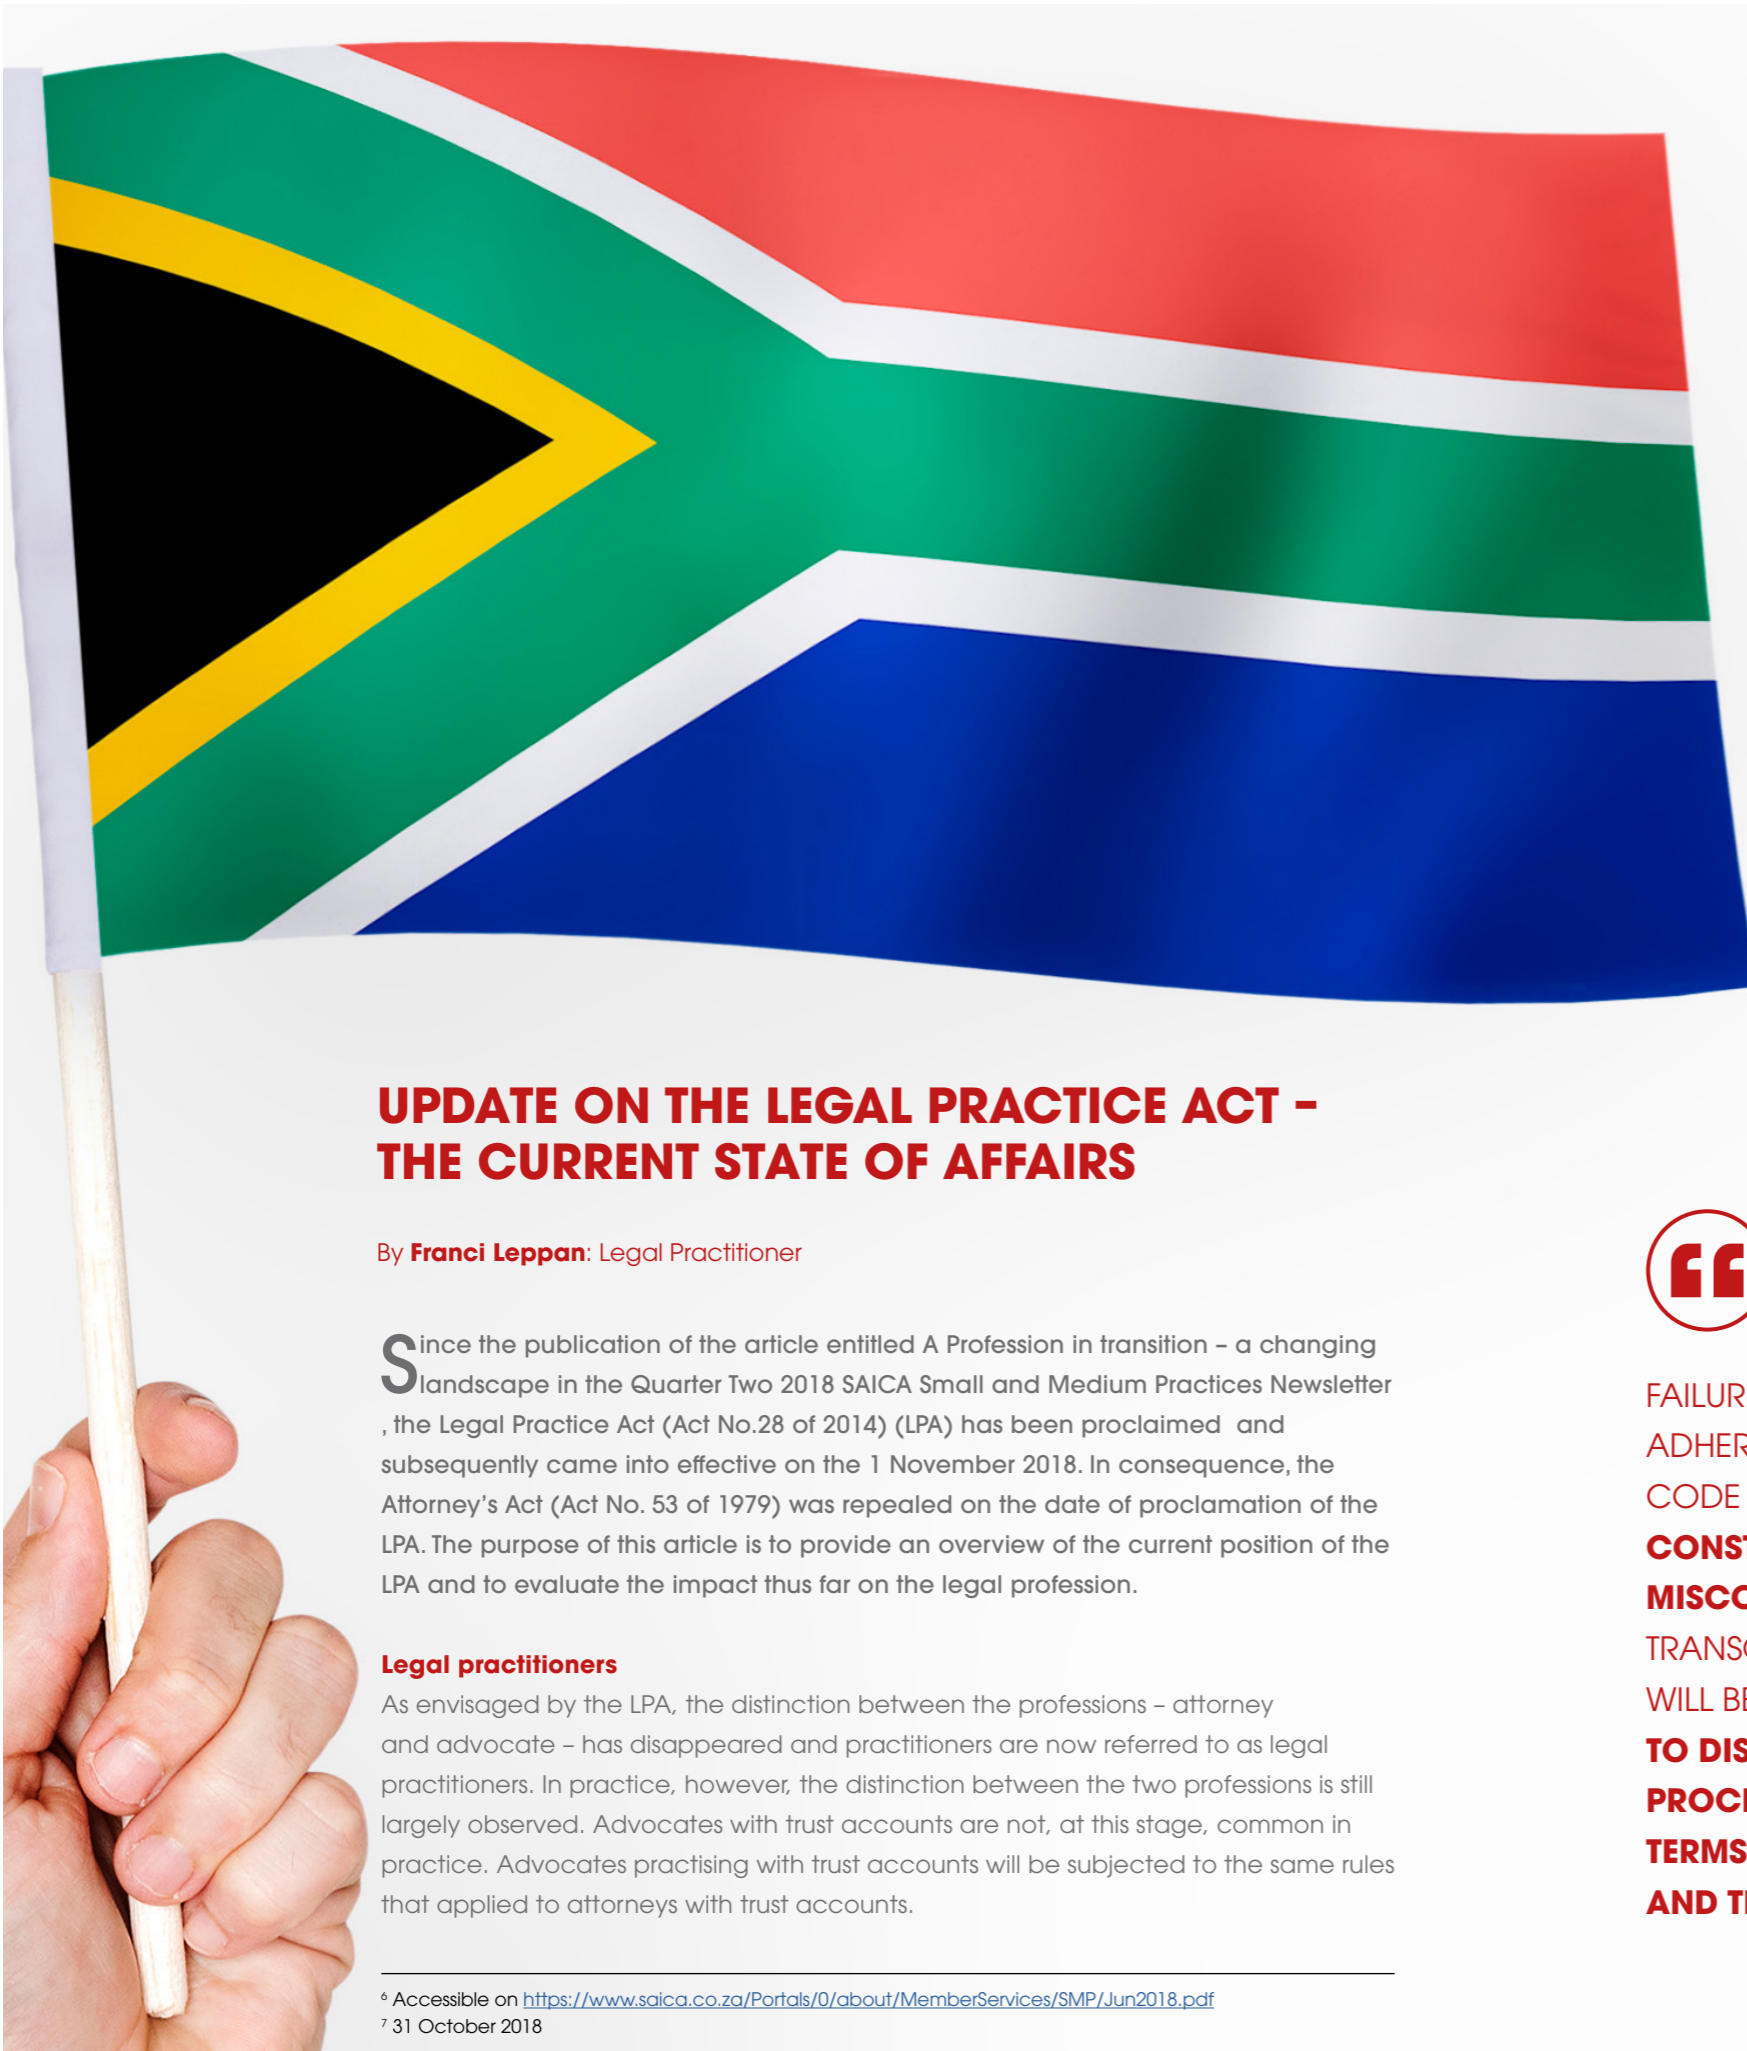 UPDATE ON THE LEGAL PRACTICE ACT –
THE CURRENT STATE OF AFFAIRS
By Franci Leppan: Legal Practitioner
Since the publication of the article entitled A Profession in transition – a changing
landscape in the Quarter Two 2018 SAICA Small and Medium Practices Newsletter
, the Legal Practice Act (Act No.28 of 2014) (LPA) has been proclaimed  and
subsequently came into effective on the 1 November 2018. In consequence, the
Attorney's Act (Act No. 53 of 1979) was repealed on the date of proclamation of the
LPA. The purpose of this article is to provide an overview of the current position of the
LPA and to evaluate the impact thus far on the legal profession.
Legal practitioners
As envisaged by the LPA, the distinction between the professions – attorney
and advocate – has disappeared and practitioners are now referred to as legal
practitioners. In practice, however, the distinction between the two professions is still
largely observed. Advocates with trust accounts are not, at this stage, common in
practice. Advocates practising with trust accounts will be subjected to the same rules
that applied to attorneys with trust accounts.
⁶ Accessible on https://www.saica.co.za/Portals/0/about/MemberServices/SMP/Jun2018.pdf
⁷ 31 October 2018
“
CODE
WILL
TO
TERMS
AND